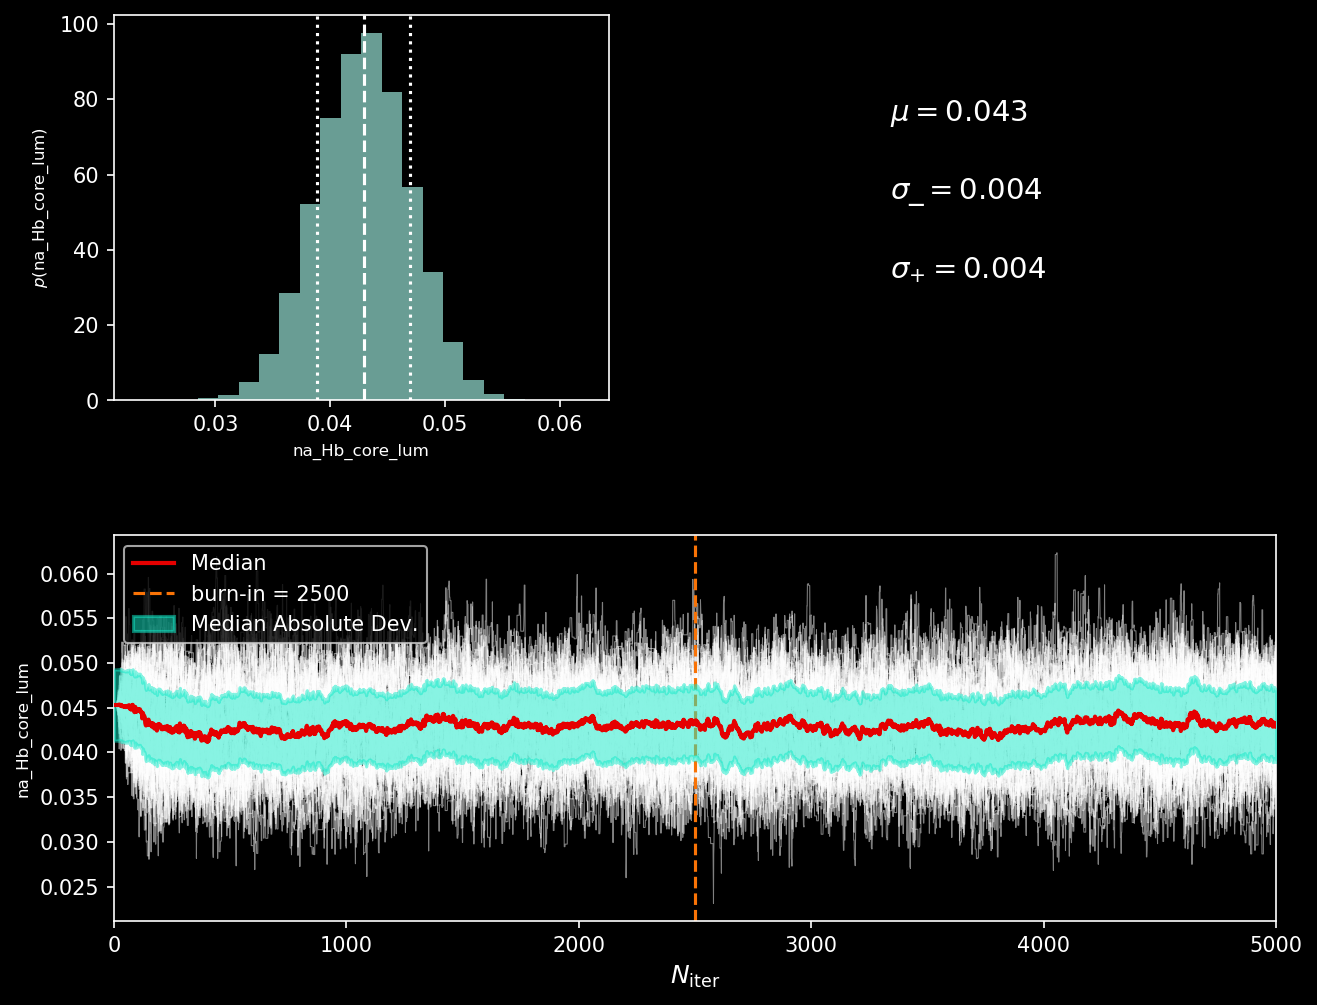 100
80
60
40
20
0
p(na_Hb_core_lum)
0.03 0.04 0.05 0.06
na_Hb_core_lum
μ = 0.043
σ₋ = 0.004
σ₊ = 0.004
Median
burn-in = 2500
Median Absolute Dev.
0.060
0.055
0.050
0.045
0.040
0.035
0.030
0.025
na_Hb_core_lum
0 1000 2000 3000 4000 5000
N_iter